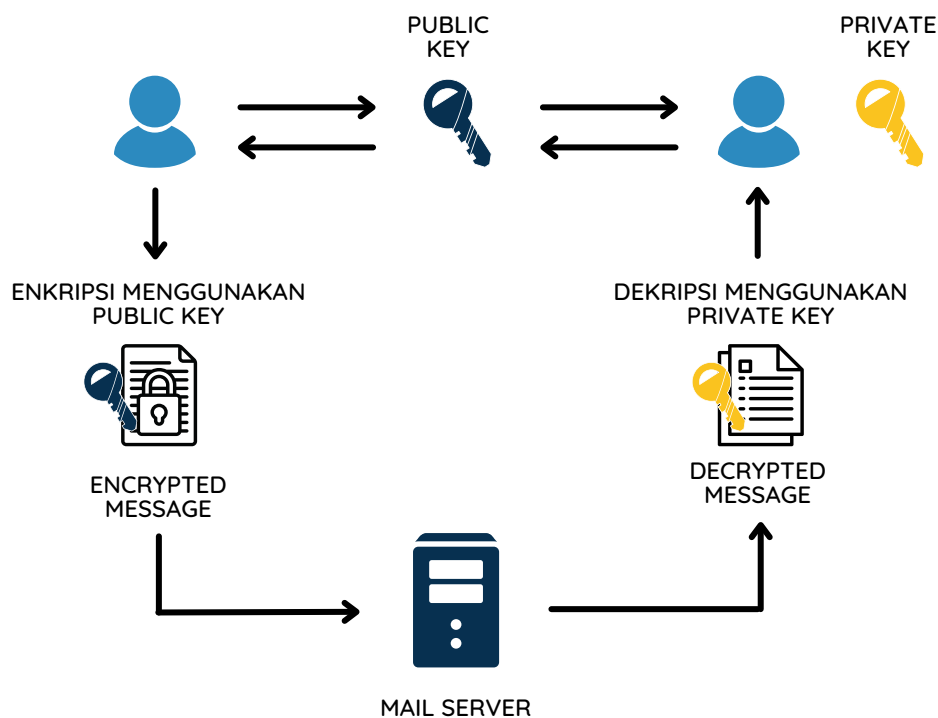 PUBLIC
KEY
PRIVATE
KEY
ENKRIPSI MENGGUNAKAN
PUBLIC KEY
DEKRIPSI MENGGUNAKAN
PRIVATE KEY
ENCRYPTED
MESSAGE
DECRYPTED
MESSAGE
MAIL SERVER